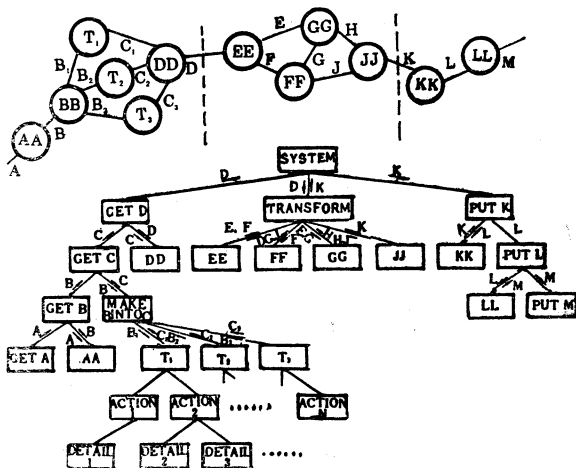 E
GG
H
T₁
C₁
DD
D
EE
F
G
JJ
K
LL
M
B₁
T₂
C₂
FF
J
KK
L
BB
B₂
B₃
T₃
C₃
AA
B
A
SYSTEM
D
D K
K
GET D
TRANSFORM
PUT K
C C D
E, F
K
K L
L
GET C
DD
EE
FF
GG
JJ
KK
PUT L
B B C
L M
M
GET B
MAKE
B INTO C
LL
PUT M
A A B
B₁
C₂
GET A
AA
T₁
T₂
T₃
ACTION
ACTION
2
......
ACTION
N
DETAIL
1
DETAIL
2
DETAIL
3
......